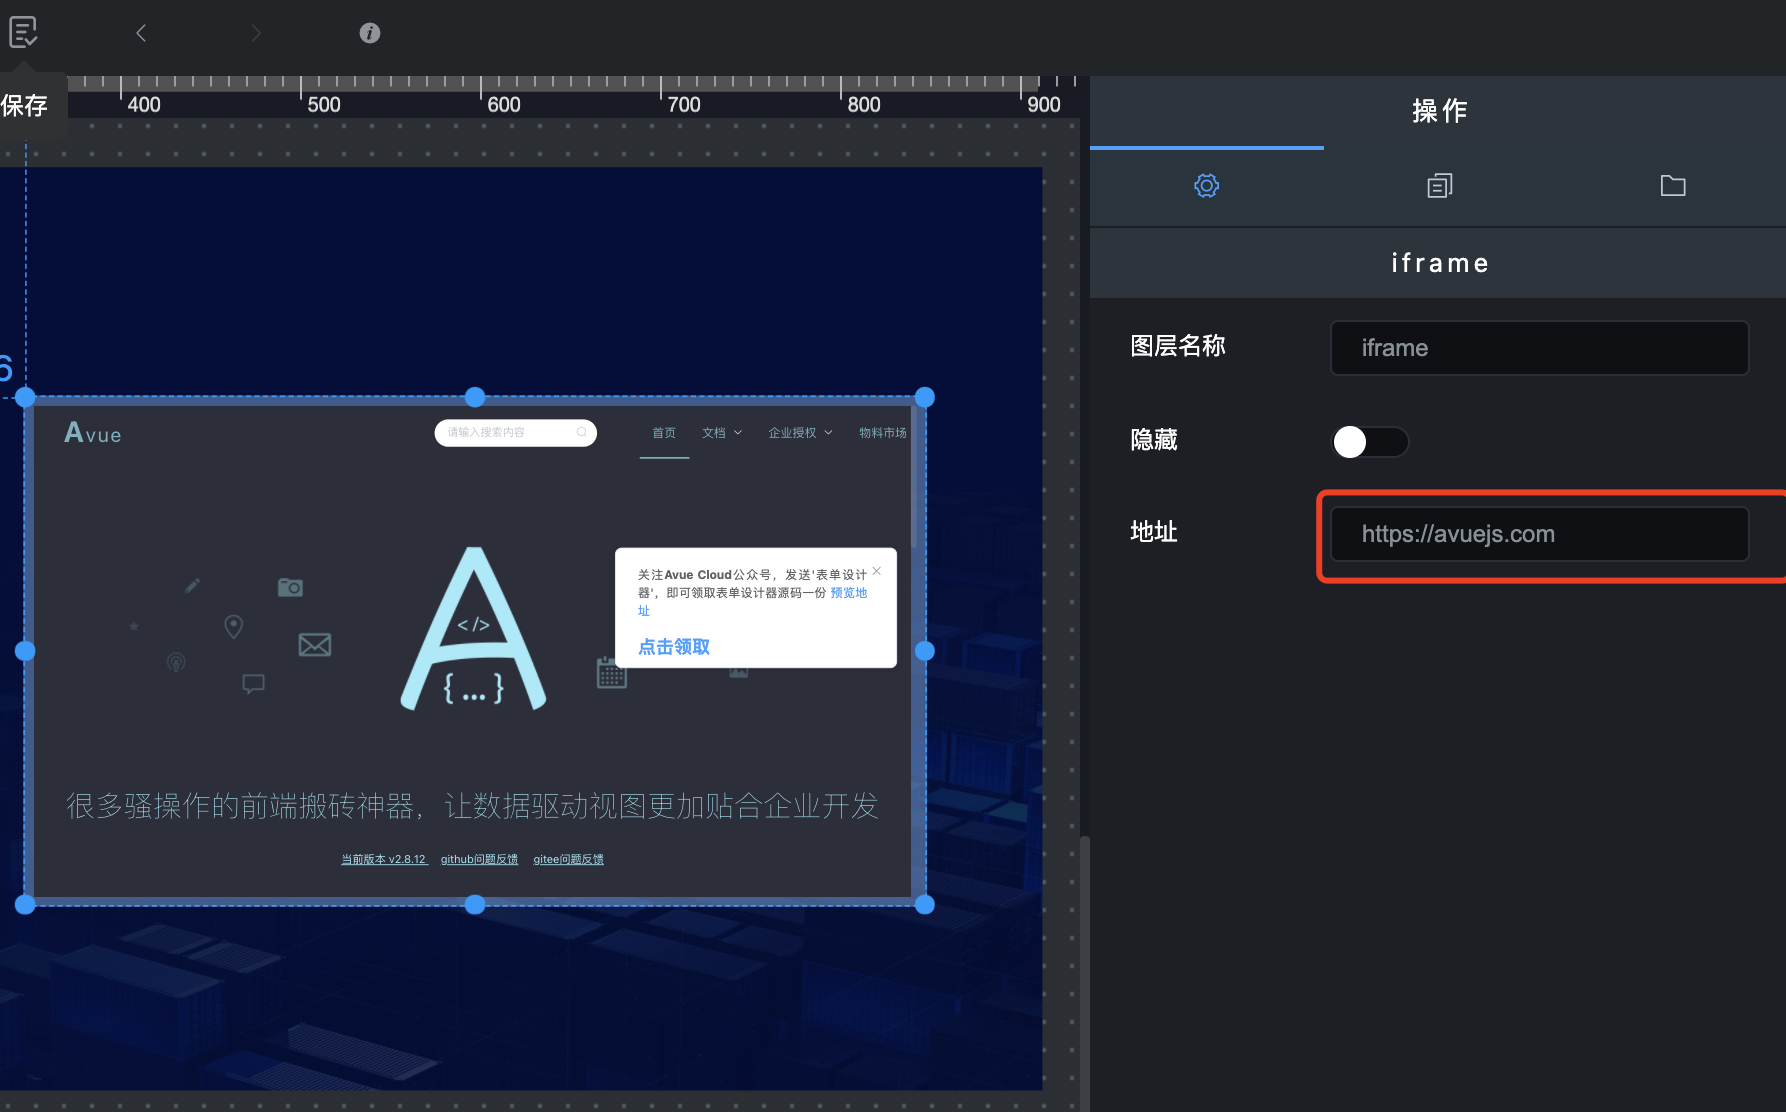 保存
400 500 600 700 800 900
操作
iframe
图层名称
iframe
隐藏
地址
https://avuejs.com
6
Avue
请输入搜索内容
首页 文档 企业授权 物料市场
关注Avue Cloud公众号，发送'表单设计
器'，即可领取表单设计器源码一份 预览地
址
点击领取
</>
{...}
很多骚操作的前端搬砖神器，让数据驱动视图更加贴合企业开发
当前版本 v2.8.12 github问题反馈 gitee问题反馈